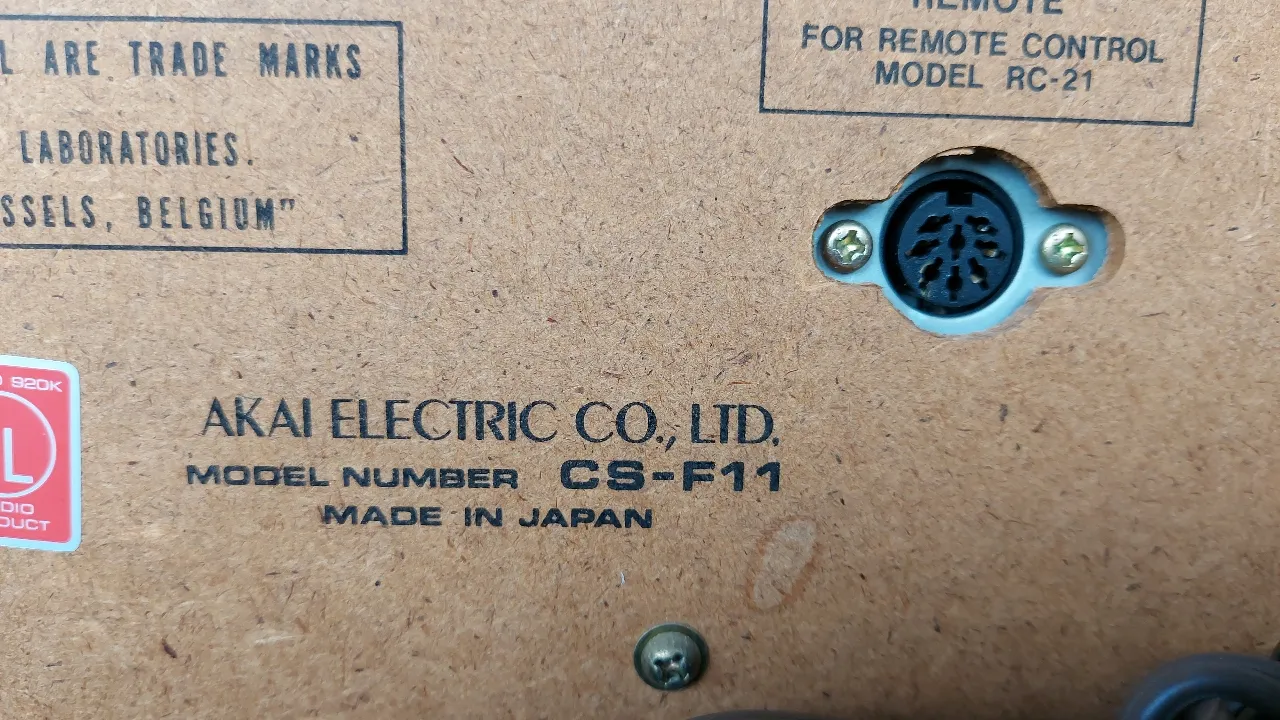 L ARE TRADE MARKS
LABORATORIES.
SSELS, BELGIUM”
REMOTE
FOR REMOTE CONTROL
MODEL RC-21
920K
L
DIO
DUCT
AKAI ELECTRIC CO., LTD.
MODEL NUMBER CS-F11
MADE IN JAPAN